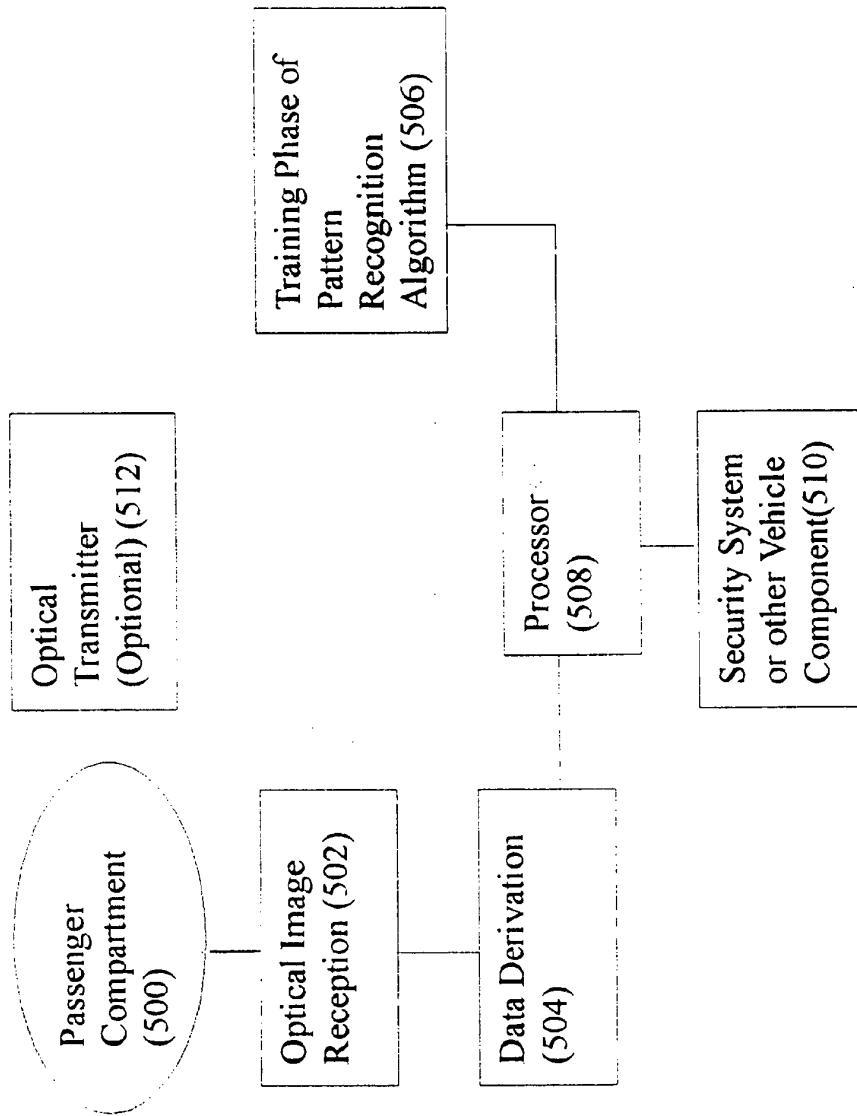 Passenger
Compartment
(500)
Optical
Transmitter
(Optional) (512)
Optical Image
Reception (502)
Training Phase of
Pattern
Recognition
Algorithm (506)
Data Derivation
(504)
Processor
(508)
Security System
or other Vehicle
Component(510)